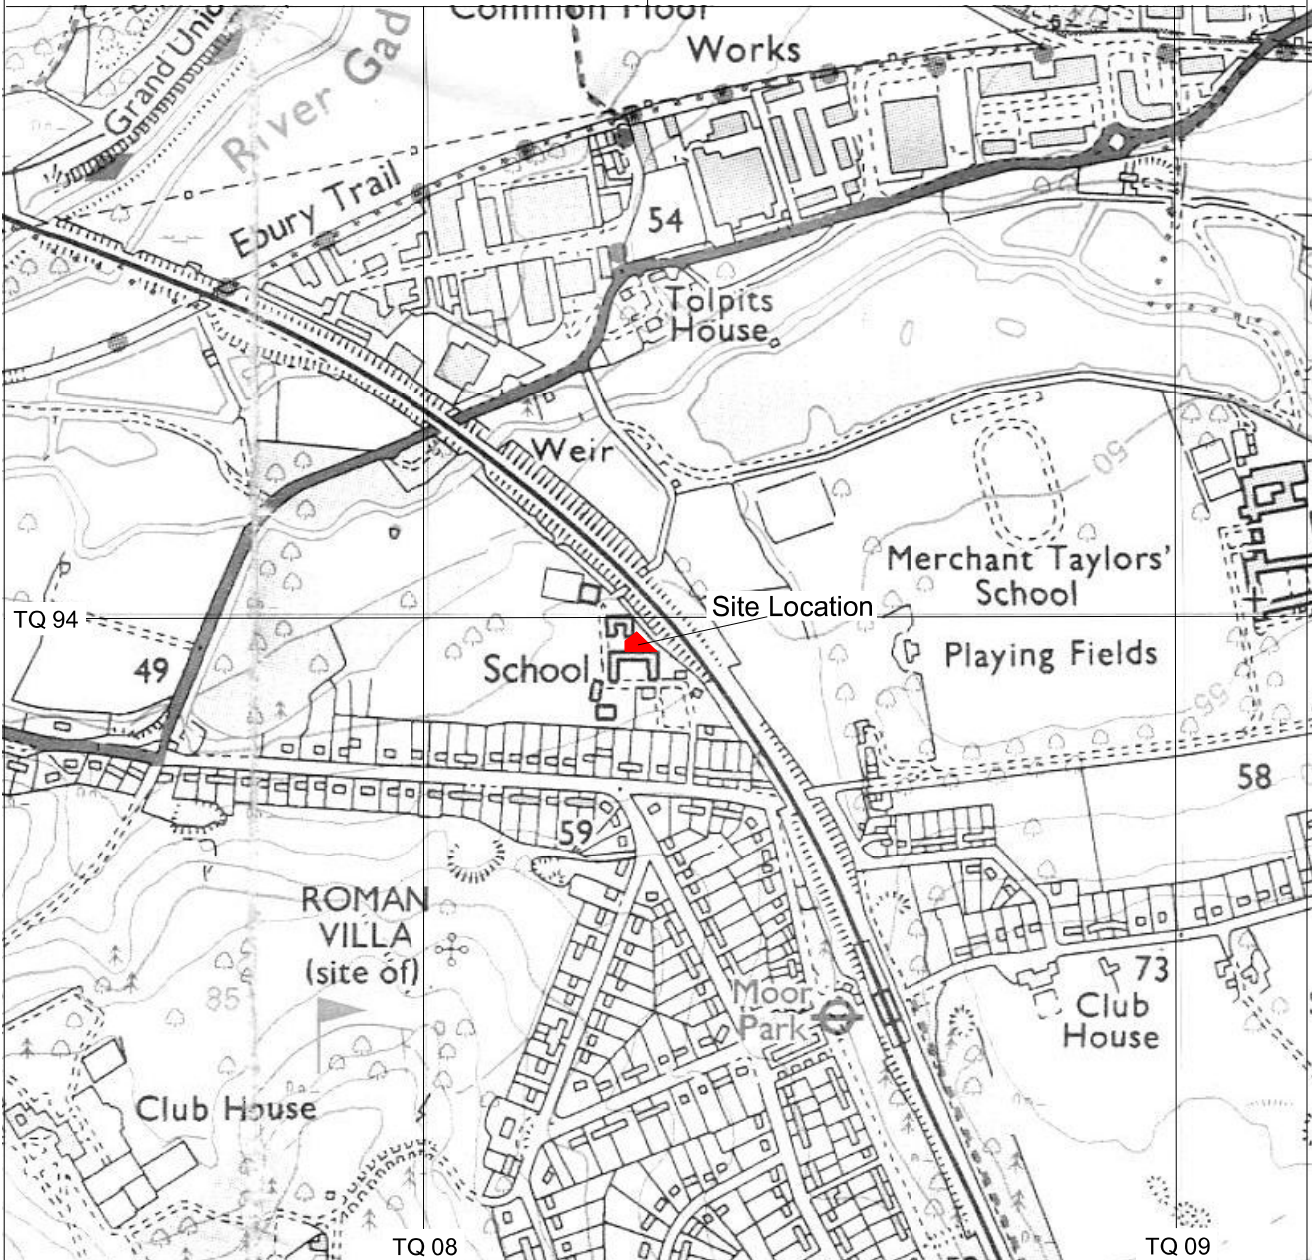 Common Moor
Works
Grand Unio
River Gad
Ebury Trail
54
Tolpits
House
Weir
50
Merchant Taylors'
School
Site Location
TQ 94
School
Playing Fields
49
55
58
59
ROMAN
VILLA
(site of)
85
Moor
Park
73
Club
House
Club House
TQ 08
TQ 09